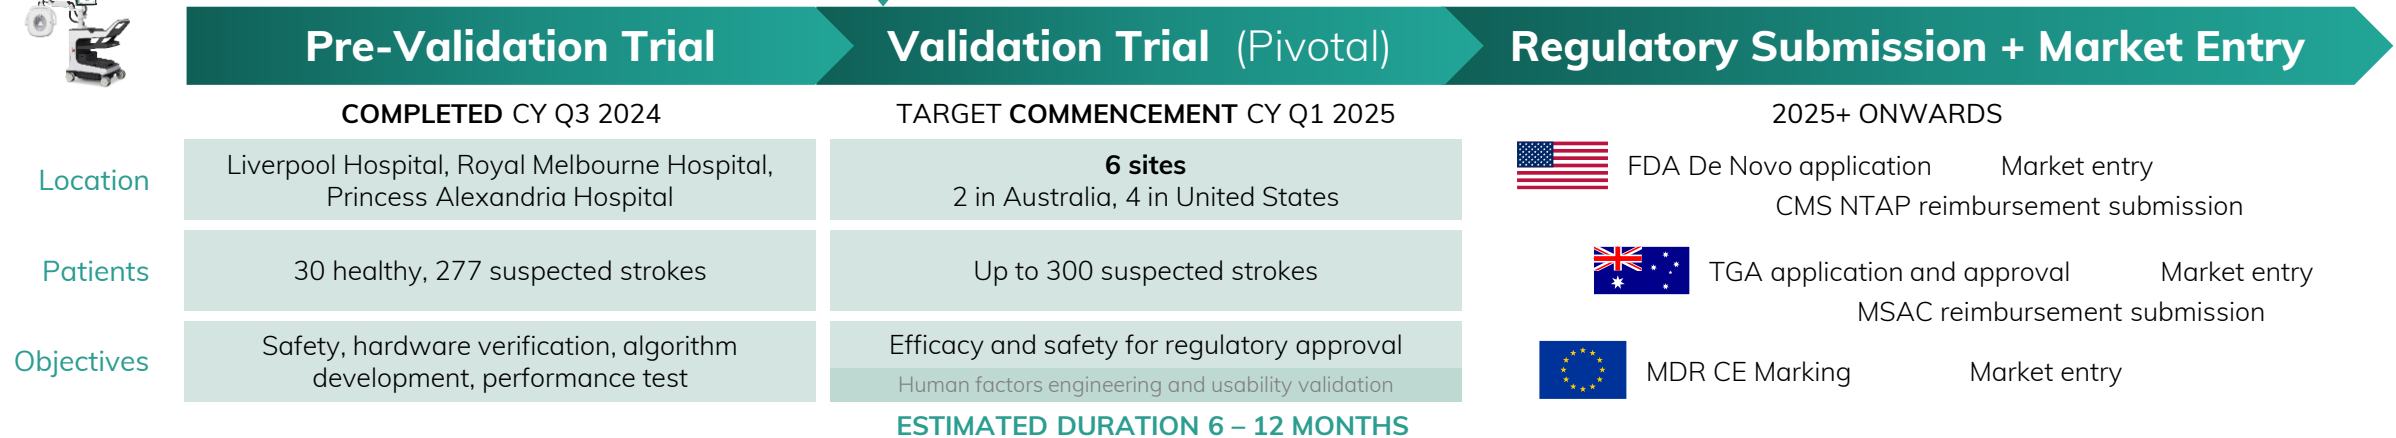 Pre-Validation Trial
Validation Trial (Pivotal)
Regulatory Submission + Market Entry
COMPLETED CY Q3 2024
TARGET COMMENCEMENT CY Q1 2025
2025+ ONWARDS
Location
Liverpool Hospital, Royal Melbourne Hospital,
Princess Alexandria Hospital
6 sites
2 in Australia, 4 in United States
FDA De Novo application Market entry
CMS NTAP reimbursement submission
Patients
30 healthy, 277 suspected strokes
Up to 300 suspected strokes
TGA application and approval Market entry
MSAC reimbursement submission
Objectives
Safety, hardware verification, algorithm
development, performance test
Efficacy and safety for regulatory approval
Human factors engineering and usability validation
MDR CE Marking Market entry
ESTIMATED DURATION 6 – 12 MONTHS